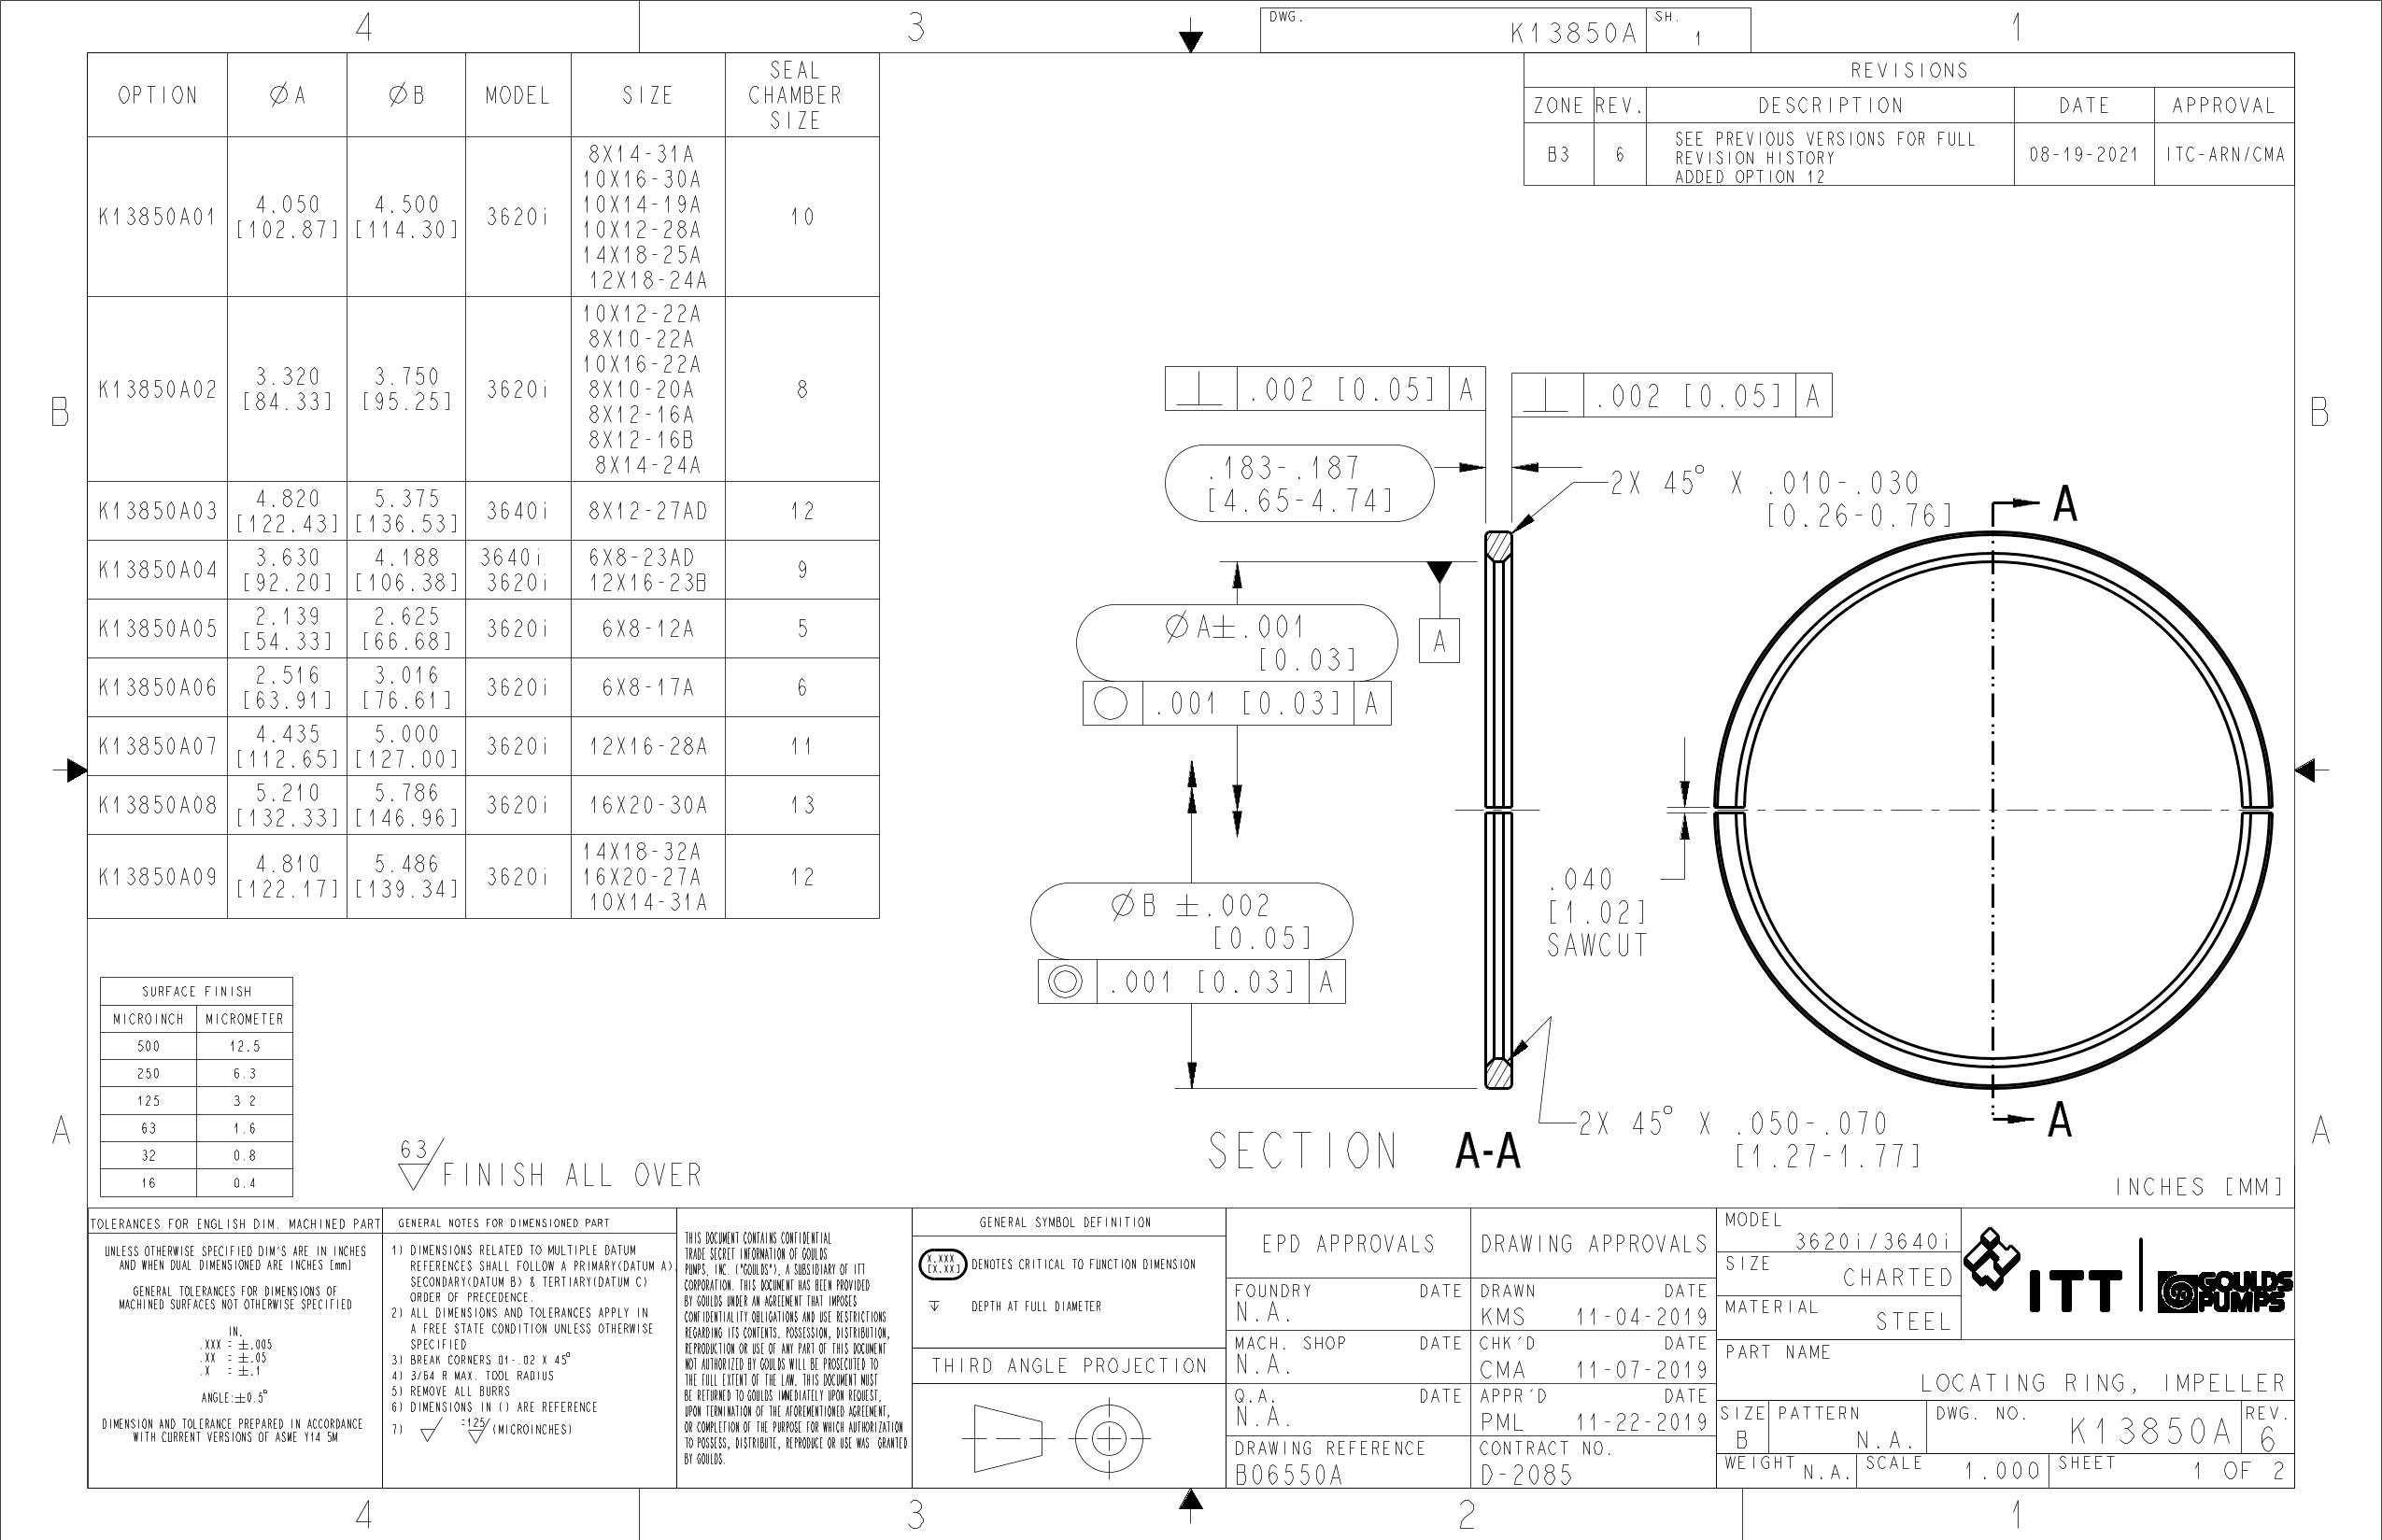 4
3
1
DWG.
K13850A
SH.
1
REVISIONS
ZONE REV. DESCRIPTION DATE APPROVAL
B3 6 SEE PREVIOUS VERSIONS FOR FULL
REVISION HISTORY
ADDED OPTION 12
08-19-2021 ITC-ARN/CMA
OPTION ØA ØB MODEL SIZE SEAL
CHAMBER
SIZE
K13850A01
4.050
[102.87]
4.500
[114.30]
3620i
8X14-31A
10X16-30A
10X14-19A
10X12-28A
14X18-25A
12X18-24A
10
K13850A02
3.320
[84.33]
3.750
[95.25]
3620i
10X12-22A
8X10-22A
10X16-22A
8X10-20A
8X12-16A
8X12-16B
8X14-24A
8
K13850A03
4.820
[122.43]
5.375
[136.53]
3640i
8X12-27AD
12
K13850A04
3.630
[92.20]
4.188
[106.38]
3640i
3620i
6X8-23AD
12X16-23B
9
K13850A05
2.139
[54.33]
2.625
[66.68]
3620i
6X8-12A
5
K13850A06
2.516
[63.91]
3.016
[76.61]
3620i
6X8-17A
6
K13850A07
4.435
[112.65]
5.000
[127.00]
3620i
12X16-28A
11
K13850A08
5.210
[132.33]
5.786
[146.96]
3620i
16X20-30A
13
K13850A09
4.810
[122.17]
5.486
[139.34]
3620i
14X18-32A
16X20-27A
10X14-31A
12
B
B
⊥ .002 [0.05] A
⊥ .002 [0.05] A
.183-.187
[4.65-4.74]
2X 45° X .010-.030
[0.26-0.76]
A
ØA±.001
[0.03]
○ .001 [0.03] A
A
ØB ±.002
[0.05]
◎ .001 [0.03] A
.040
[1.02]
SAWCUT
2X 45° X .050-.070
[1.27-1.77]
A
SECTION A-A
A
A
INCHES [MM]
SURFACE FINISH
MICROINCH MICROMETER
500 12.5
250 6.3
125 3 2
63 1.6
32 0.8
16 0.4
63
FINISH ALL OVER
TOLERANCES FOR ENGLISH DIM. MACHINED PART
UNLESS OTHERWISE SPECIFIED DIM'S ARE IN INCHES
AND WHEN DUAL DIMENSIONED ARE INCHES [mm]
GENERAL TOLERANCES FOR DIMENSIONS OF
MACHINED SURFACES NOT OTHERWISE SPECIFIED
IN.
.XXX = ±.005
.XX = ±.05
.X = ±.1
ANGLE:±0.5°
DIMENSION AND TOLERANCE PREPARED IN ACCORDANCE
WITH CURRENT VERSIONS OF ASME Y14 5M
GENERAL NOTES FOR DIMENSIONED PART
1) DIMENSIONS RELATED TO MULTIPLE DATUM
REFERENCES SHALL FOLLOW A PRIMARY(DATUM A),
SECONDARY(DATUM B) & TERTIARY(DATUM C)
ORDER OF PRECEDENCE.
2) ALL DIMENSIONS AND TOLERANCES APPLY IN
A FREE STATE CONDITION UNLESS OTHERWISE
SPECIFIED
3) BREAK CORNERS 01-.02 X 45°
4) 3/64 R MAX. TOOL RADIUS
5) REMOVE ALL BURRS
6) DIMENSIONS IN () ARE REFERENCE
7) =125 (MICROINCHES)
THIS DOCUMENT CONTAINS CONFIDENTIAL
TRADE SECRET INFORMATION OF GOULDS
PUMPS, INC. ("GOULDS"), A SUBSIDIARY OF ITT
CORPORATION. THIS DOCUMENT HAS BEEN PROVIDED
BY GOULDS UNDER AN AGREEMENT THAT IMPOSES
CONFIDENTIALITY OBLIGATIONS AND USE RESTRICTIONS
REGARDING ITS CONTENTS. POSSESSION, DISTRIBUTION,
REPRODUCTION OR USE OF ANY PART OF THIS DOCUMENT
NOT AUTHORIZED BY GOULDS WILL BE PROSECUTED TO
THE FULL EXTENT OF THE LAW. THIS DOCUMENT MUST
BE RETURNED TO GOULDS IMMEDIATELY UPON REQUEST,
UPON TERMINATION OF THE AFOREMENTIONED AGREEMENT,
OR COMPLETION OF THE PURPOSE FOR WHICH AUTHORIZATION
TO POSSESS, DISTRIBUTE, REPRODUCE OR USE WAS GRANTED
BY GOULDS.
GENERAL SYMBOL DEFINITION
X.XXX
[X.XX]
DENOTES CRITICAL TO FUNCTION DIMENSION
DEPTH AT FULL DIAMETER
THIRD ANGLE PROJECTION
EPD APPROVALS
FOUNDRY DATE
N.A.
MACH. SHOP DATE
N.A.
Q.A. DATE
N.A.
DRAWING REFERENCE
B06550A
DRAWING APPROVALS
DRAWN DATE
KMS 11-04-2019
CHK'D DATE
CMA 11-07-2019
APPR'D DATE
PML 11-22-2019
CONTRACT NO.
D-2085
MODEL
3620i/3640i
SIZE
CHARTED
MATERIAL
STEEL
ITT
GOULDS
PUMPS
PART NAME
LOCATING RING, IMPELLER
SIZE
B
PATTERN
N.A.
DWG. NO.
K13850A
REV.
6
WEIGHT N.A.
SCALE 1.000
SHEET 1 OF 2
4
3
2
1